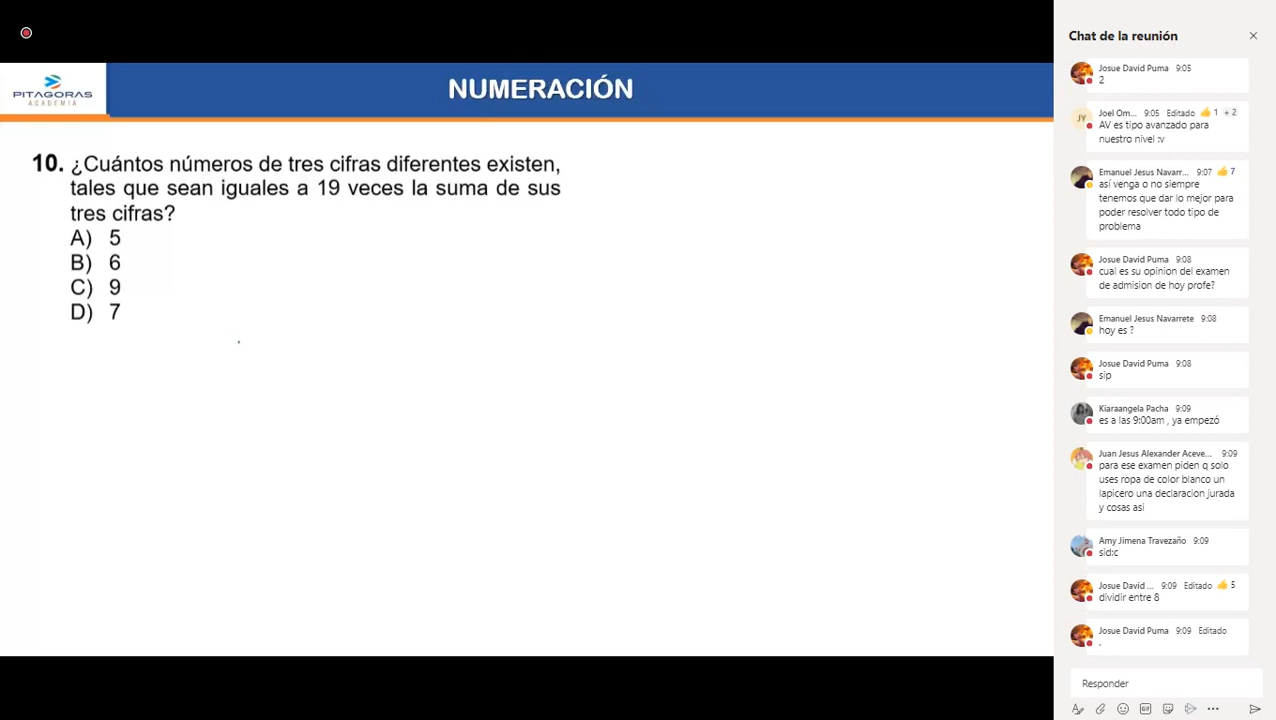 PITAGORAS
ACADEMIA
NUMERACIÓN
10. ¿Cuántos números de tres cifras diferentes existen,
tales que sean iguales a 19 veces la suma de sus
tres cifras?
A) 5
B) 6
C) 9
D) 7
Chat de la reunión
Josue David Puma 9:05
2
JY
Joel Om... 9:05 Editado 👍 1 + 2
AV es tipo avanzado para
nuestro nivel :v
Emanuel Jesus Navarr... 9:07 👍 7
así venga o no siempre
tenemos que dar lo mejor para
poder resolver todo tipo de
problema
Josue David Puma 9:08
cual es su opinion del examen
de admision de hoy profe?
Emanuel Jesus Navarrete 9:08
hoy es ?
Josue David Puma 9:08
sip
Kiaraangela Pacha 9:09
es a las 9:00am , ya empezó
Juan Jesus Alexander Aceve... 9:09
para ese examen piden q solo
uses ropa de color blanco un
lapicero una declaracion jurada
y cosas asi
Amy Jimena Travezaño 9:09
sid:c
Josue David ... 9:09 Editado 👍 5
dividir entre 8
Josue David Puma 9:09 Editado
.
Responder
GIF